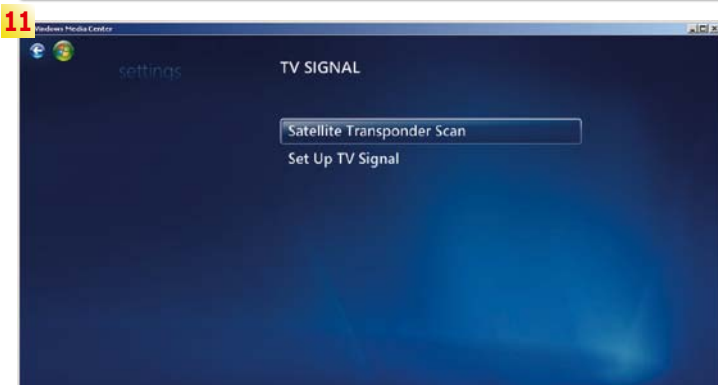 11
Windows Media Center
settings
TV SIGNAL
Satellite Transponder Scan
Set Up TV Signal